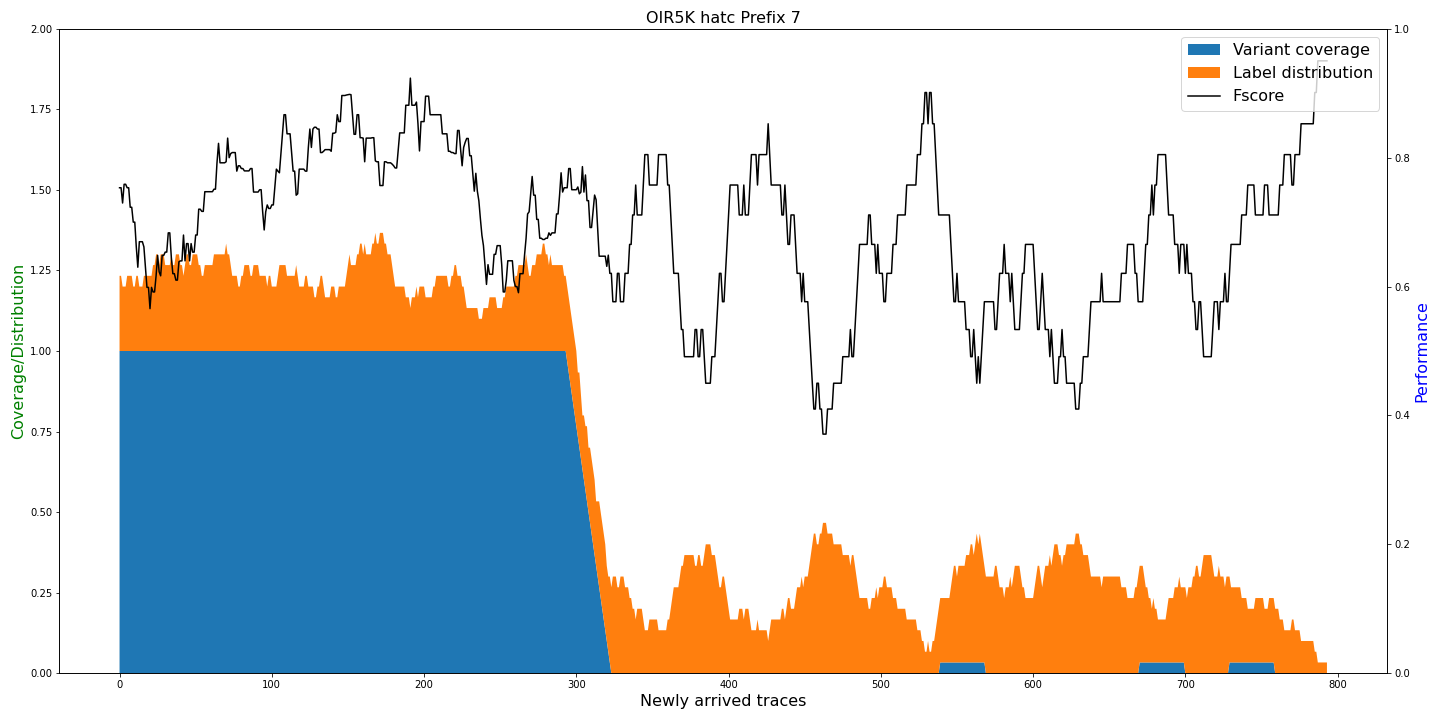 OIR5K hatc Prefix 7
2.00
1.75
1.50
1.25
1.00
0.75
0.50
0.25
0.00
Coverage/Distribution
1.0
0.8
0.6
0.4
0.2
0.0
Performance
Variant coverage
Label distribution
Fscore
0 100 200 300 400 500 600 700 800
Newly arrived traces